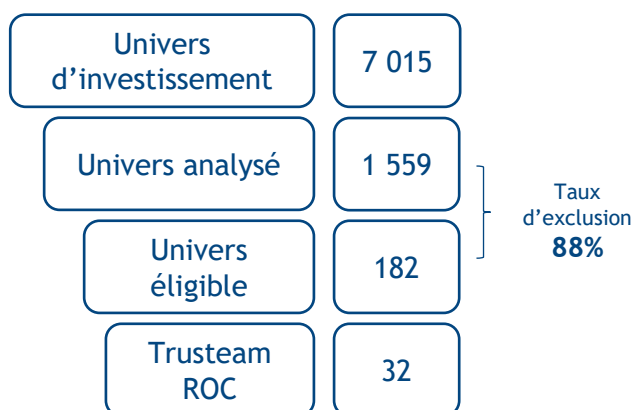 Univers
d’investissement
7 015
Univers analysé
1 559
Taux
d’exclusion
88%
Univers
éligible
182
Trusteam
ROC
32